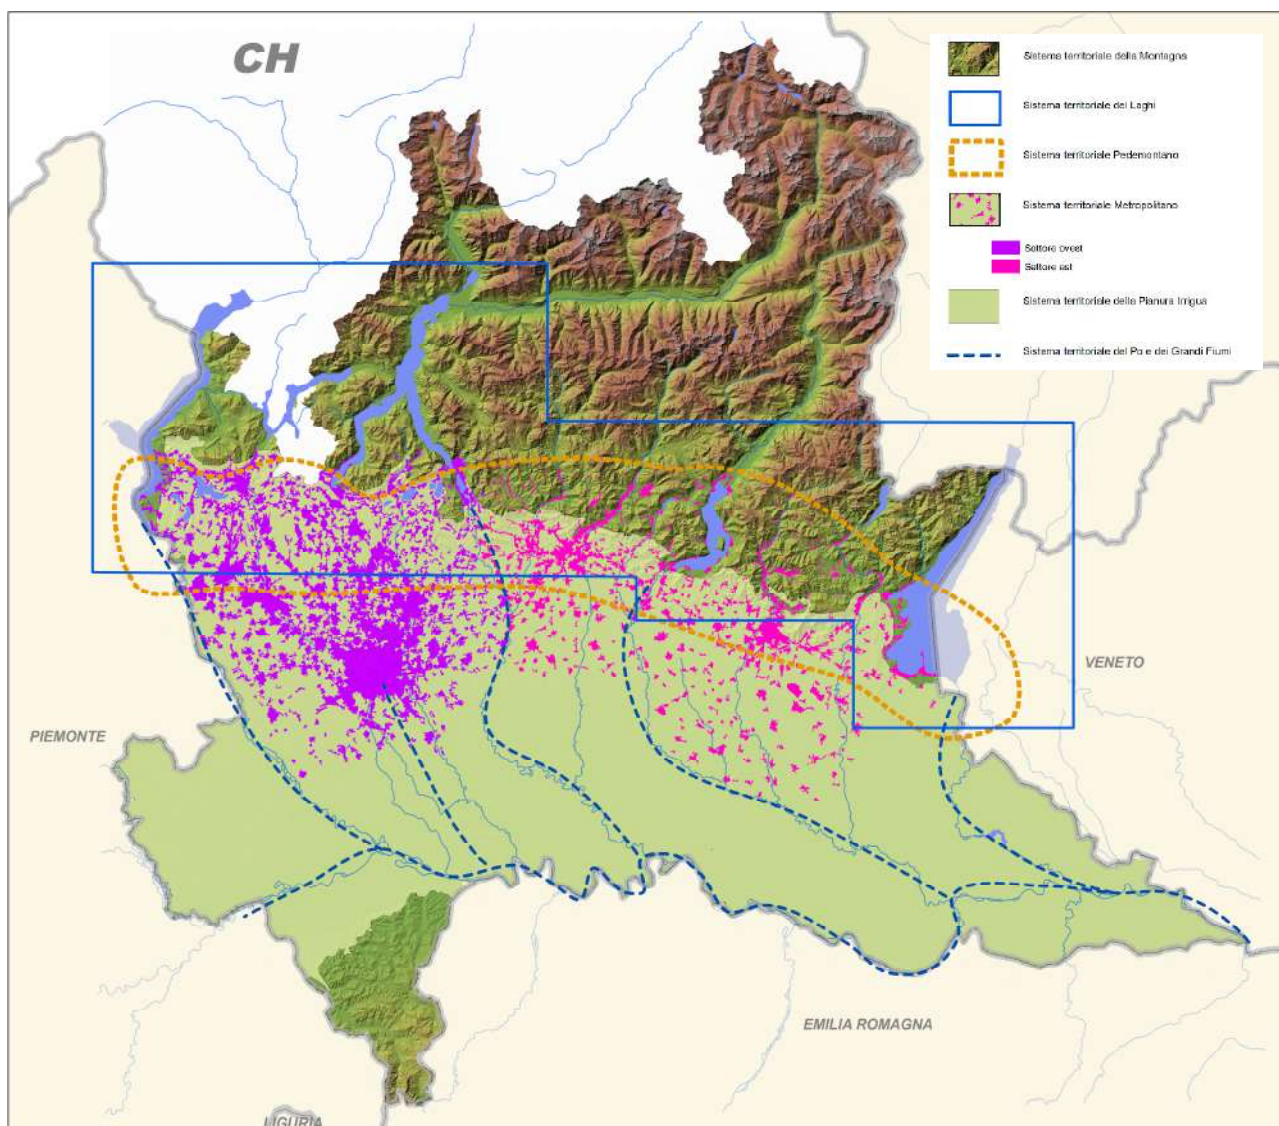 CH
Sistema territoriale della Montagna
Sistema territoriale dei Laghi
Sistema territoriale Pedemontano
Sistema territoriale Metropolitano
Settore ovest
Settore est
Sistema territoriale della Pianura Irrigua
Sistema territoriale del Po e dei Grandi Fiumi
VENETO
PIEMONTE
EMILIA ROMAGNA
LIGURIA